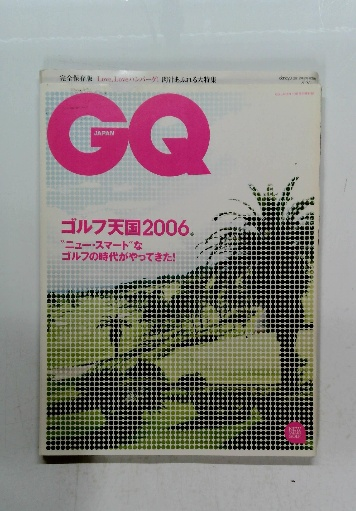 完全保存版 Love, Love ハンバーグ! 肉汁あふれる大特集
GQ
JAPAN
ゴルフ天国2006。
"ニュー・スマート"な
ゴルフの時代がやってきた!